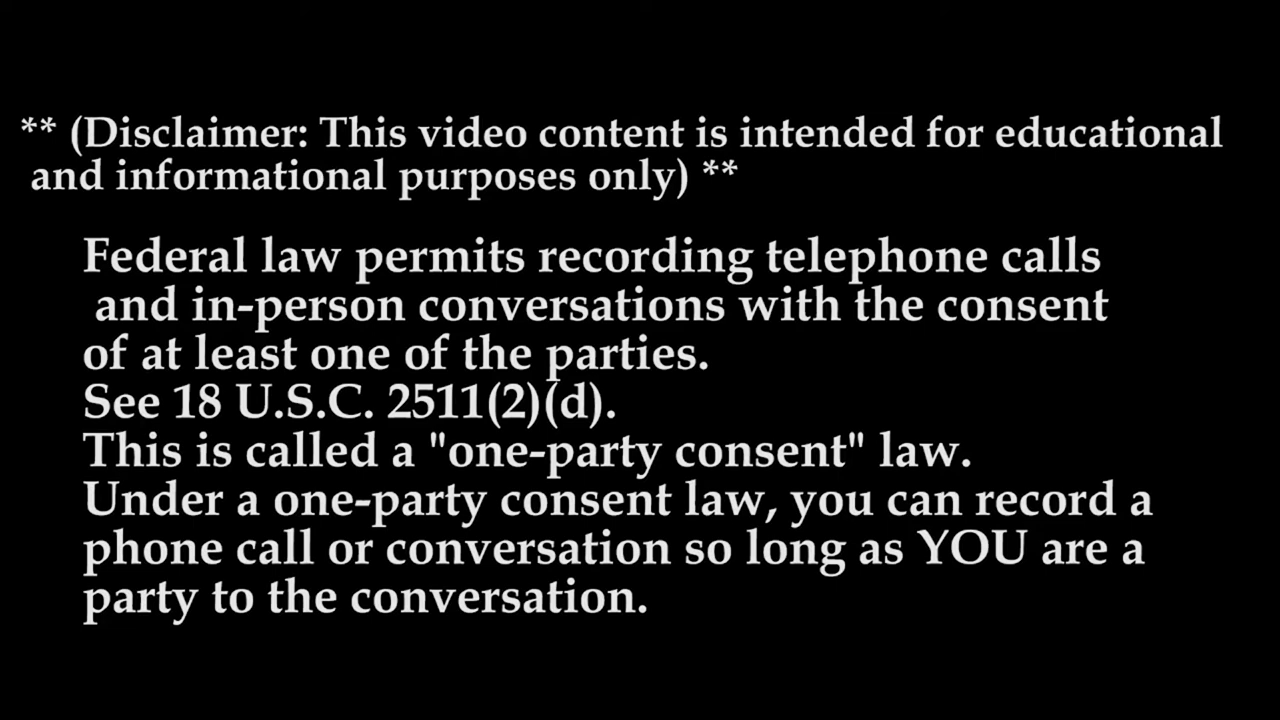 ** (Disclaimer: This video content is intended for educational
and informational purposes only) **
Federal law permits recording telephone calls
and in-person conversations with the consent
of at least one of the parties.
See 18 U.S.C. 2511(2)(d).
This is called a "one-party consent" law.
Under a one-party consent law, you can record a
phone call or conversation so long as YOU are a
party to the conversation.